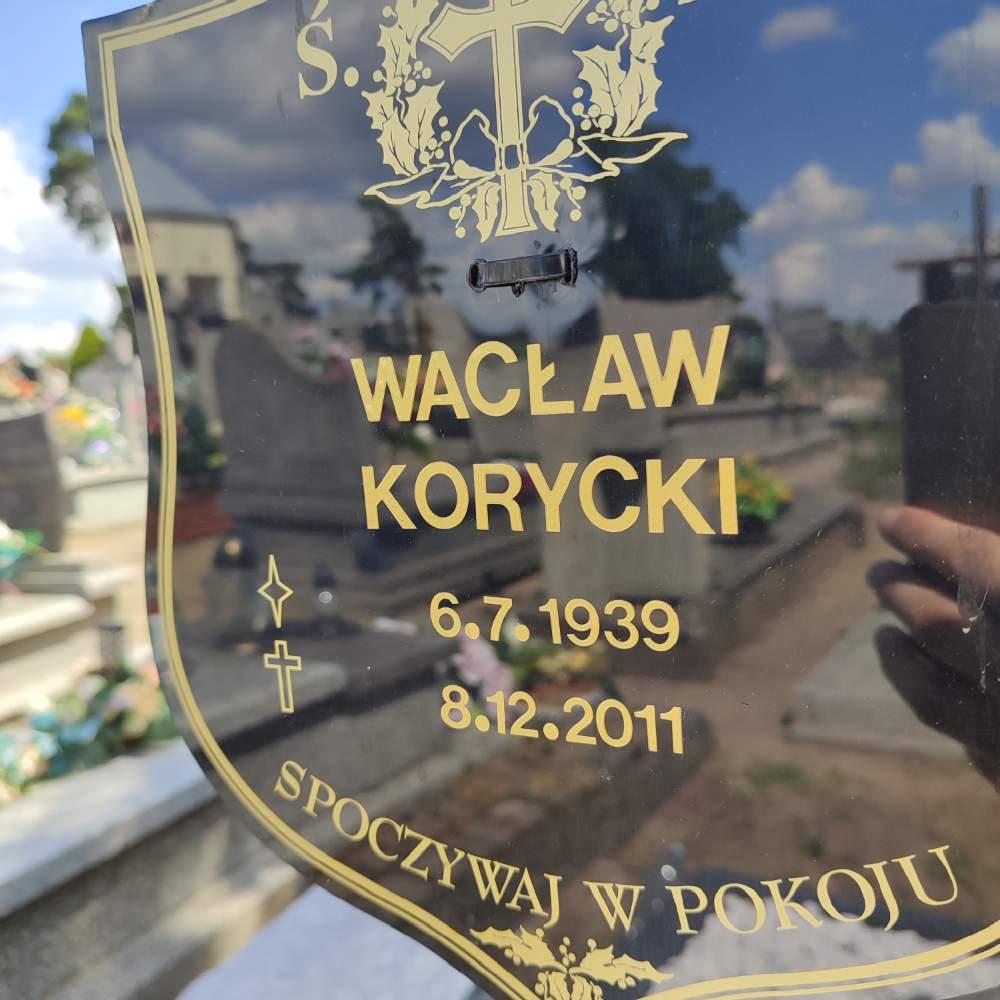 Ś.
WACŁAW
KORYCKI
6.7.1939
8.12.2011
SPOCZYWAJ W POKOJU